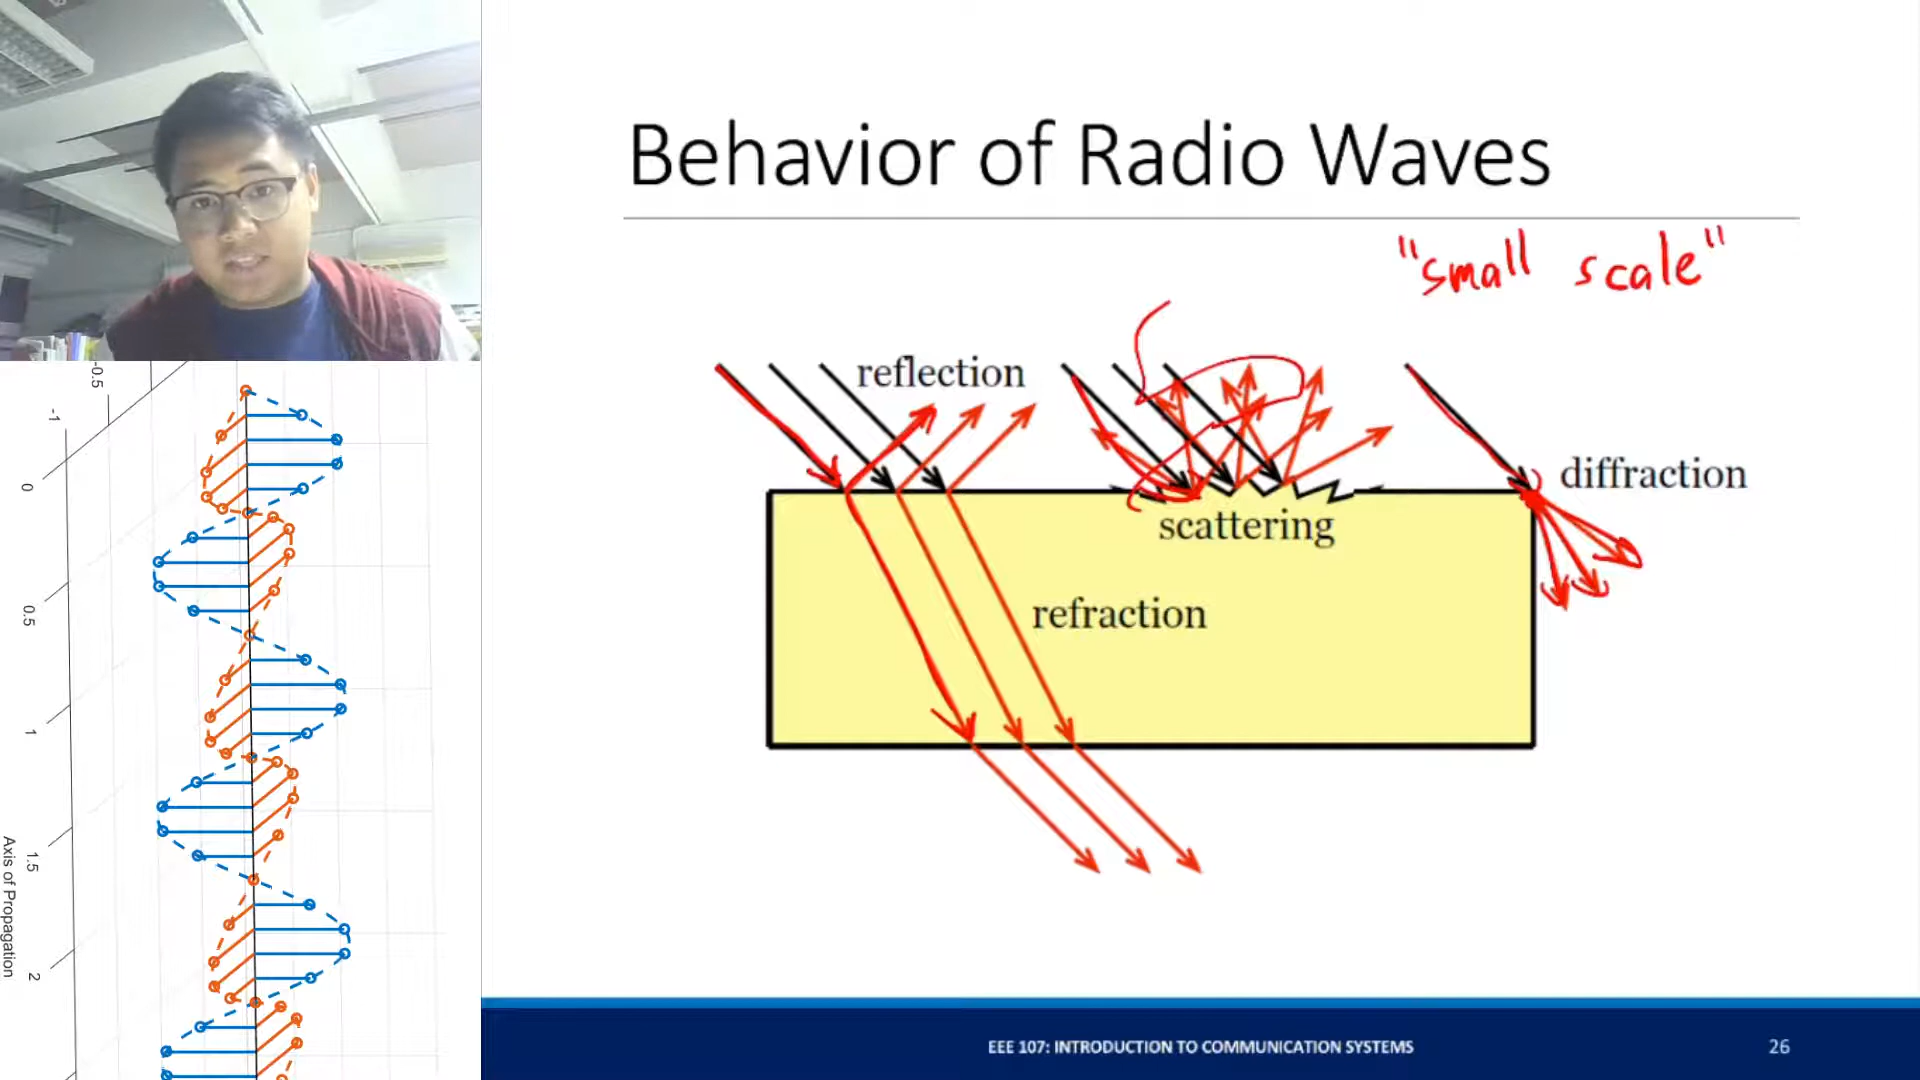 Behavior of Radio Waves
"small scale"
reflection
diffraction
scattering
refraction
-0.5
-1
0
0.5
1
1.5
2
Axis of Propagation
EEE 107: INTRODUCTION TO COMMUNICATION SYSTEMS
26